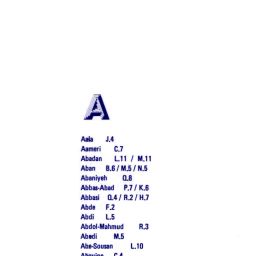 A
Aala J.4
Aameri C.7
Abadan L.11 / M.11
Aban B.6 / M.5 / N.5
Abaniyeh O.8
Abbas-Abad P.7 / K.6
Abbasi Q.4 / R.2 / H.7
Abde F.2
Abdi L.5
Abdol-Mahmud R.3
Abedi M.5
Abe-Sousan L.10